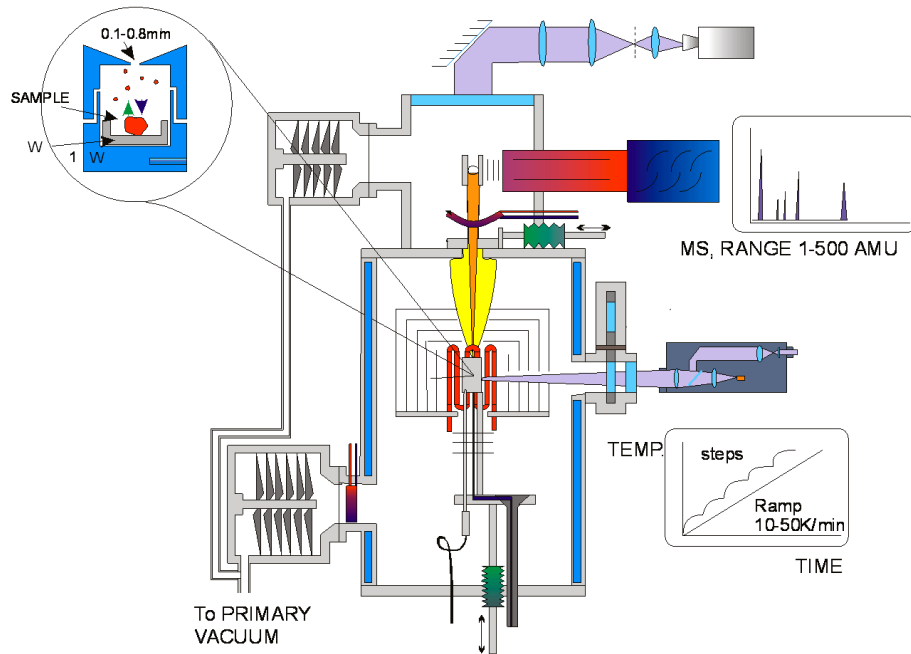 0.1-0.8mm
SAMPLE
W
1 W
MS, RANGE 1-500 AMU
TEMP.
steps
Ramp
10-50K/min
TIME
To PRIMARY
VACUUM